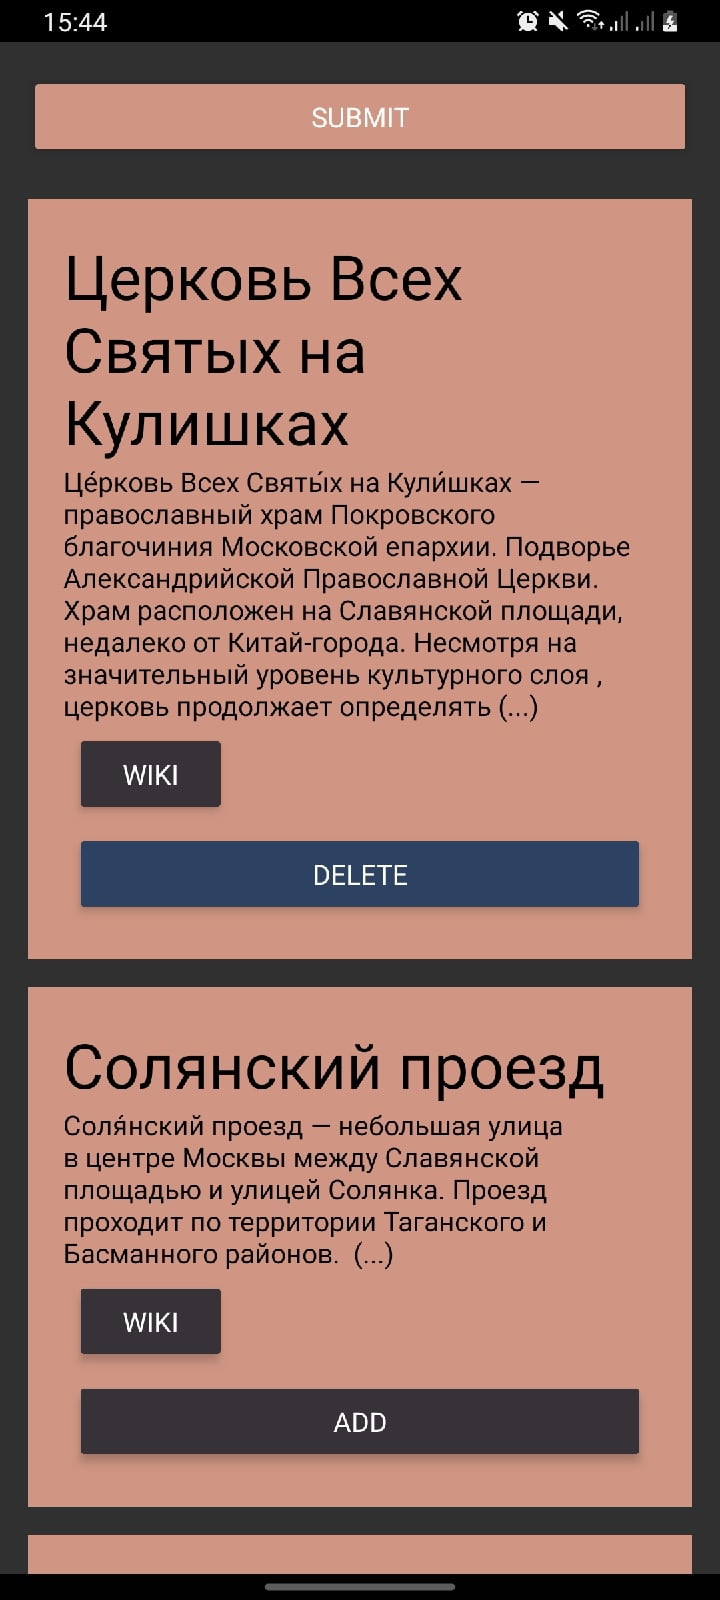 15:44
SUBMIT
Церковь Всех
Святых на
Кулишках
Це́рковь Всех Святы́х на Кули́шках —
православный храм Покровского
благочиния Московской епархии. Подворье
Александрийской Православной Церкви.
Храм расположен на Славянской площади,
недалеко от Китай-города. Несмотря на
значительный уровень культурного слоя ,
церковь продолжает определять (...)
WIKI
DELETE
Солянский проезд
Соля́нский проезд — небольшая улица
в центре Москвы между Славянской
площадью и улицей Солянка. Проезд
проходит по территории Таганского и
Басманного районов.  (...)
WIKI
ADD